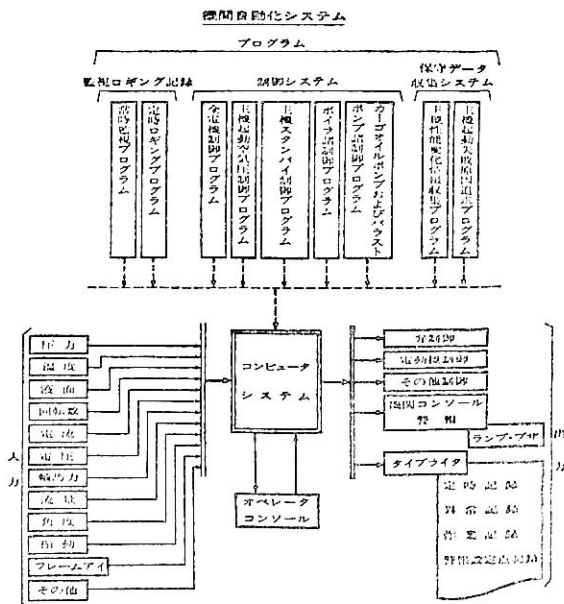 機関自動化システム
プログラム
監視ロギング記録
制御システム
保守データ
収集システム
常時監視プログラム
定時ロギングプログラム
全電機制御プログラム
主機起動空気圧制御プログラム
主機スタンバイ制御プログラム
ボイラ諸制御プログラム
カーゴオイルポンプおよびバラスト
ポンプ諸制御プログラム
主機性能変化情報収集プログラム
主機起動失敗原因追正プログラム
入力
圧力
温度
液面
回転数
電流
電圧
軸馬力
流量
角度
振動
フレームアイ
その他
コンピュータ
システム
オペレータ
コンソール
弁制御
電動機制御
その他制御
機関コンソール
警報
ランプ・ブザ
タイプライタ
定時記録
異常記録
作業記録
警報設定点記録
出力